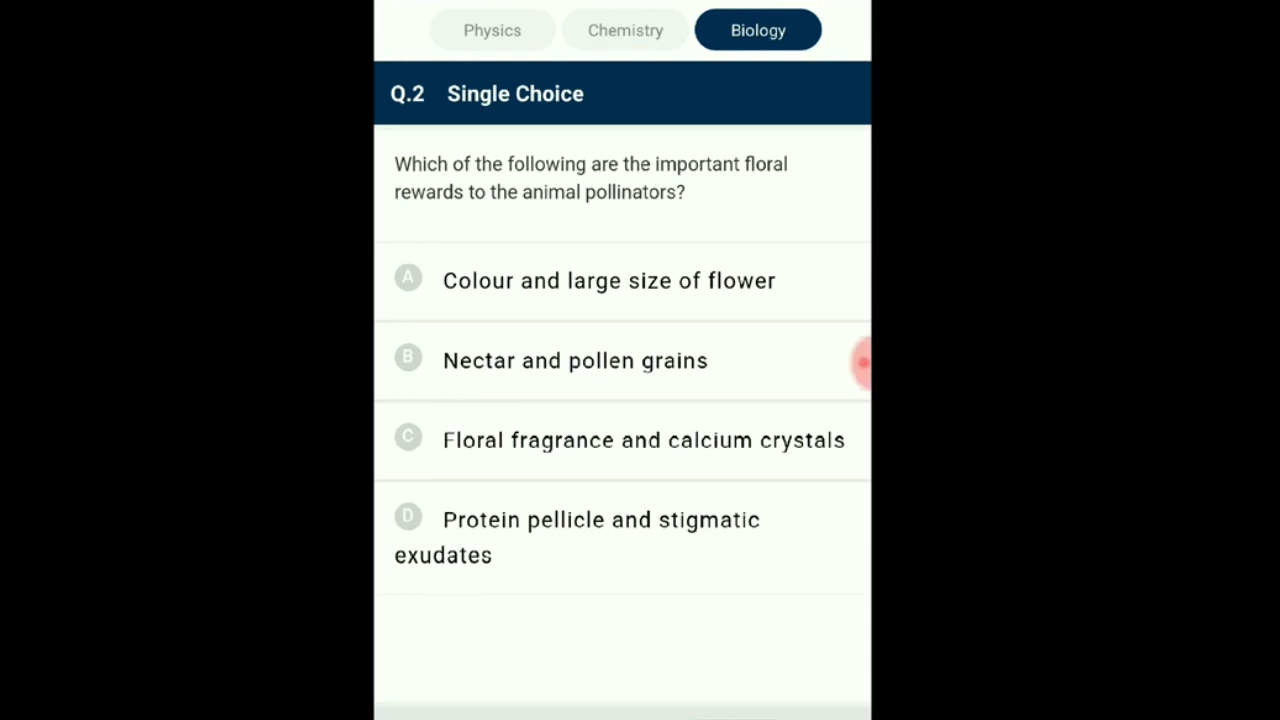 Physics Chemistry Biology
Q.2 Single Choice
Which of the following are the important floral
rewards to the animal pollinators?
A Colour and large size of flower
B Nectar and pollen grains
C Floral fragrance and calcium crystals
D Protein pellicle and stigmatic
exudates